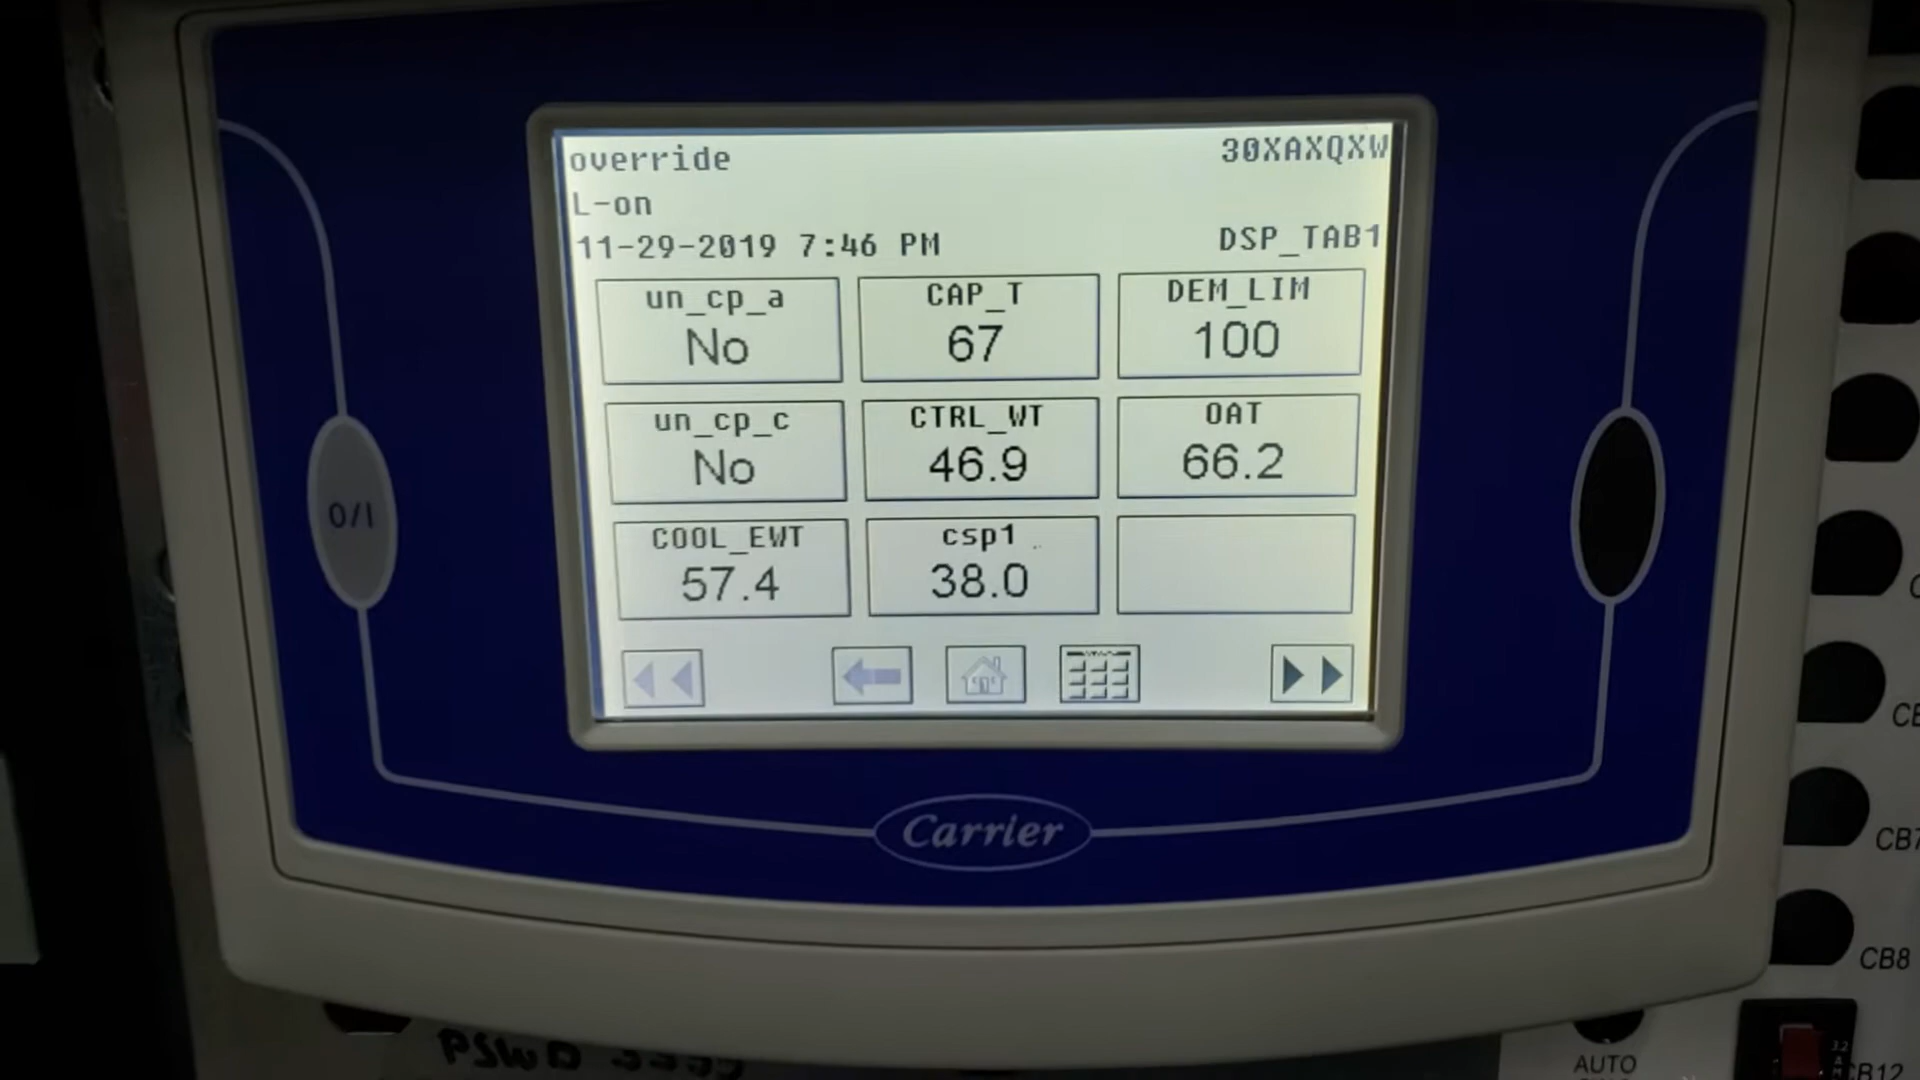 override 30XAXQXW
L-on
11-29-2019 7:46 PM DSP_TAB1
un_cp_a CAP_T DEM_LIM
No 67 100
un_cp_c CTRL_WT OAT
No 46.9 66.2
COOL_EWT csp1
57.4 38.0
O/I
Carrier
CB7
CB8
PSWD
AUTO